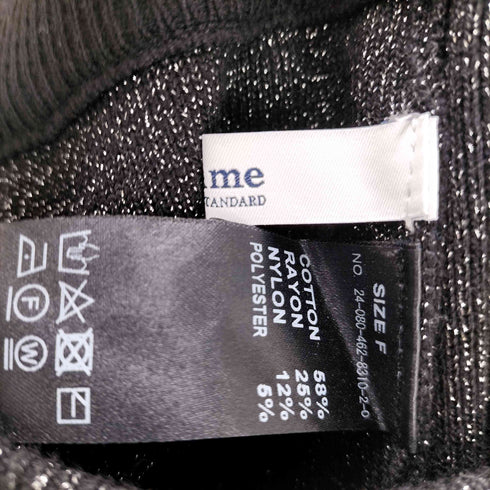 me
TANDARD
SIZE F
NO. 24-080-462-8310-2-0
COTTON 58%
RAYON 25%
NYLON 12%
POLYESTER 5%
F
W